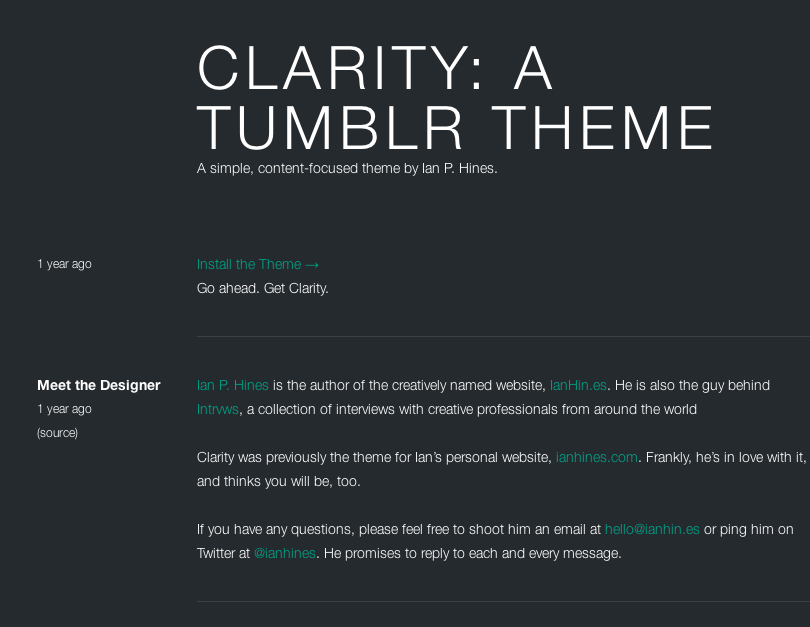 CLARITY: A
TUMBLR THEME
A simple, content-focused theme by Ian P. Hines.
1 year ago
Install the Theme →
Go ahead. Get Clarity.
Meet the Designer
1 year ago
(source)
Ian P. Hines is the author of the creatively named website, IanHin.es. He is also the guy behind
Intrvws, a collection of interviews with creative professionals from around the world
Clarity was previously the theme for Ian’s personal website, ianhines.com. Frankly, he’s in love with it,
and thinks you will be, too.
If you have any questions, please feel free to shoot him an email at hello@ianhin.es or ping him on
Twitter at @ianhines. He promises to reply to each and every message.